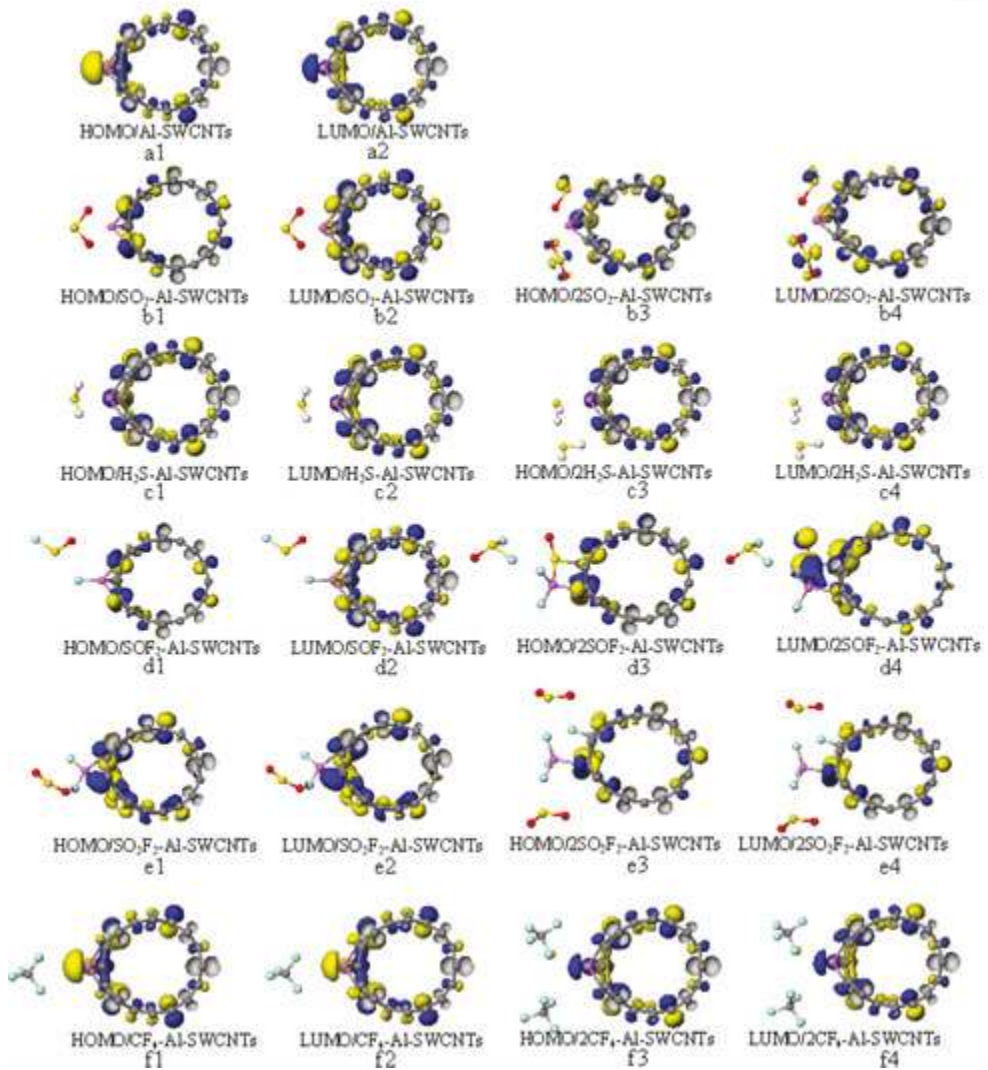 HOMO/Al-SWCNTs LUMO/Al-SWCNTs
a1 a2
HOMO/SO₂-Al-SWCNTs LUMO/SO₂-Al-SWCNTs HOMO/2SO₂-Al-SWCNTs LUMO/2SO₂-Al-SWCNTs
b1 b2 b3 b4
HOMO/H₂S-Al-SWCNTs LUMO/H₂S-Al-SWCNTs HOMO/2H₂S-Al-SWCNTs LUMO/2H₂S-Al-SWCNTs
c1 c2 c3 c4
HOMO/SOF₂-Al-SWCNTs LUMO/SOF₂-Al-SWCNTs HOMO/2SOF₂-Al-SWCNTs LUMO/2SOF₂-Al-SWCNTs
d1 d2 d3 d4
HOMO/SO₂F₂-Al-SWCNTs LUMO/SO₂F₂-Al-SWCNTs HOMO/2SO₂F₂-Al-SWCNTs LUMO/2SO₂F₂-Al-SWCNTs
e1 e2 e3 e4
HOMO/CF₄-Al-SWCNTs LUMO/CF₄-Al-SWCNTs HOMO/2CF₄-Al-SWCNTs LUMO/2CF₄-Al-SWCNTs
f1 f2 f3 f4